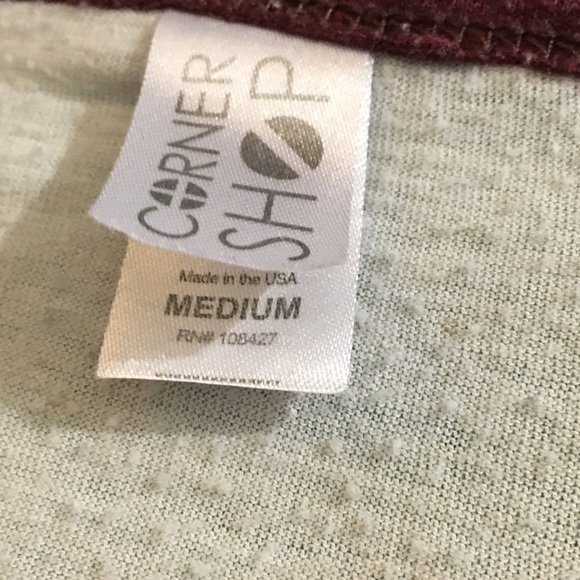 CORNER
SHOP
Made in the USA
MEDIUM
RN# 108427